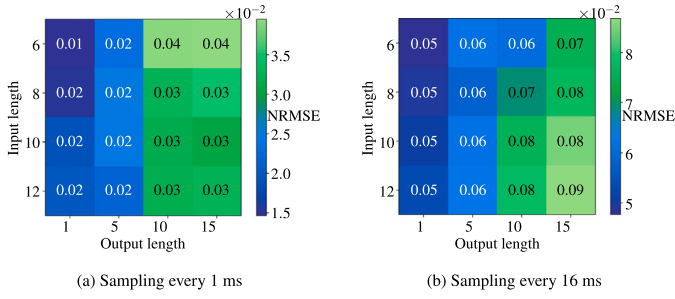 ×10⁻²
6 0.01 0.02 0.04 0.04
8 0.02 0.02 0.03 0.03
10 0.02 0.02 0.03 0.03
12 0.02 0.02 0.03 0.03
1 5 10 15
Input length
Output length
3.5
3.0
NRMSE
2.5
2.0
1.5
(a) Sampling every 1 ms
×10⁻²
6 0.05 0.06 0.06 0.07
8 0.05 0.06 0.07 0.08
10 0.05 0.06 0.08 0.08
12 0.05 0.06 0.08 0.09
1 5 10 15
Input length
Output length
8
7
NRMSE
6
5
(b) Sampling every 16 ms